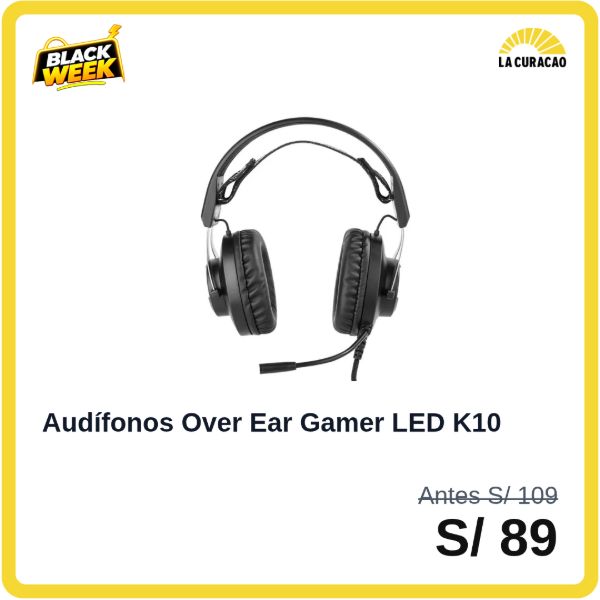 BLACK
WEEK
LA CURACAO
Audífonos Over Ear Gamer LED K10
Antes S/ 109
S/ 89